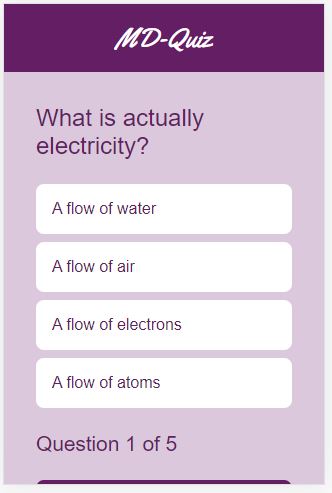 MD-Quiz
What is actually
electricity?
A flow of water
A flow of air
A flow of electrons
A flow of atoms
Question 1 of 5